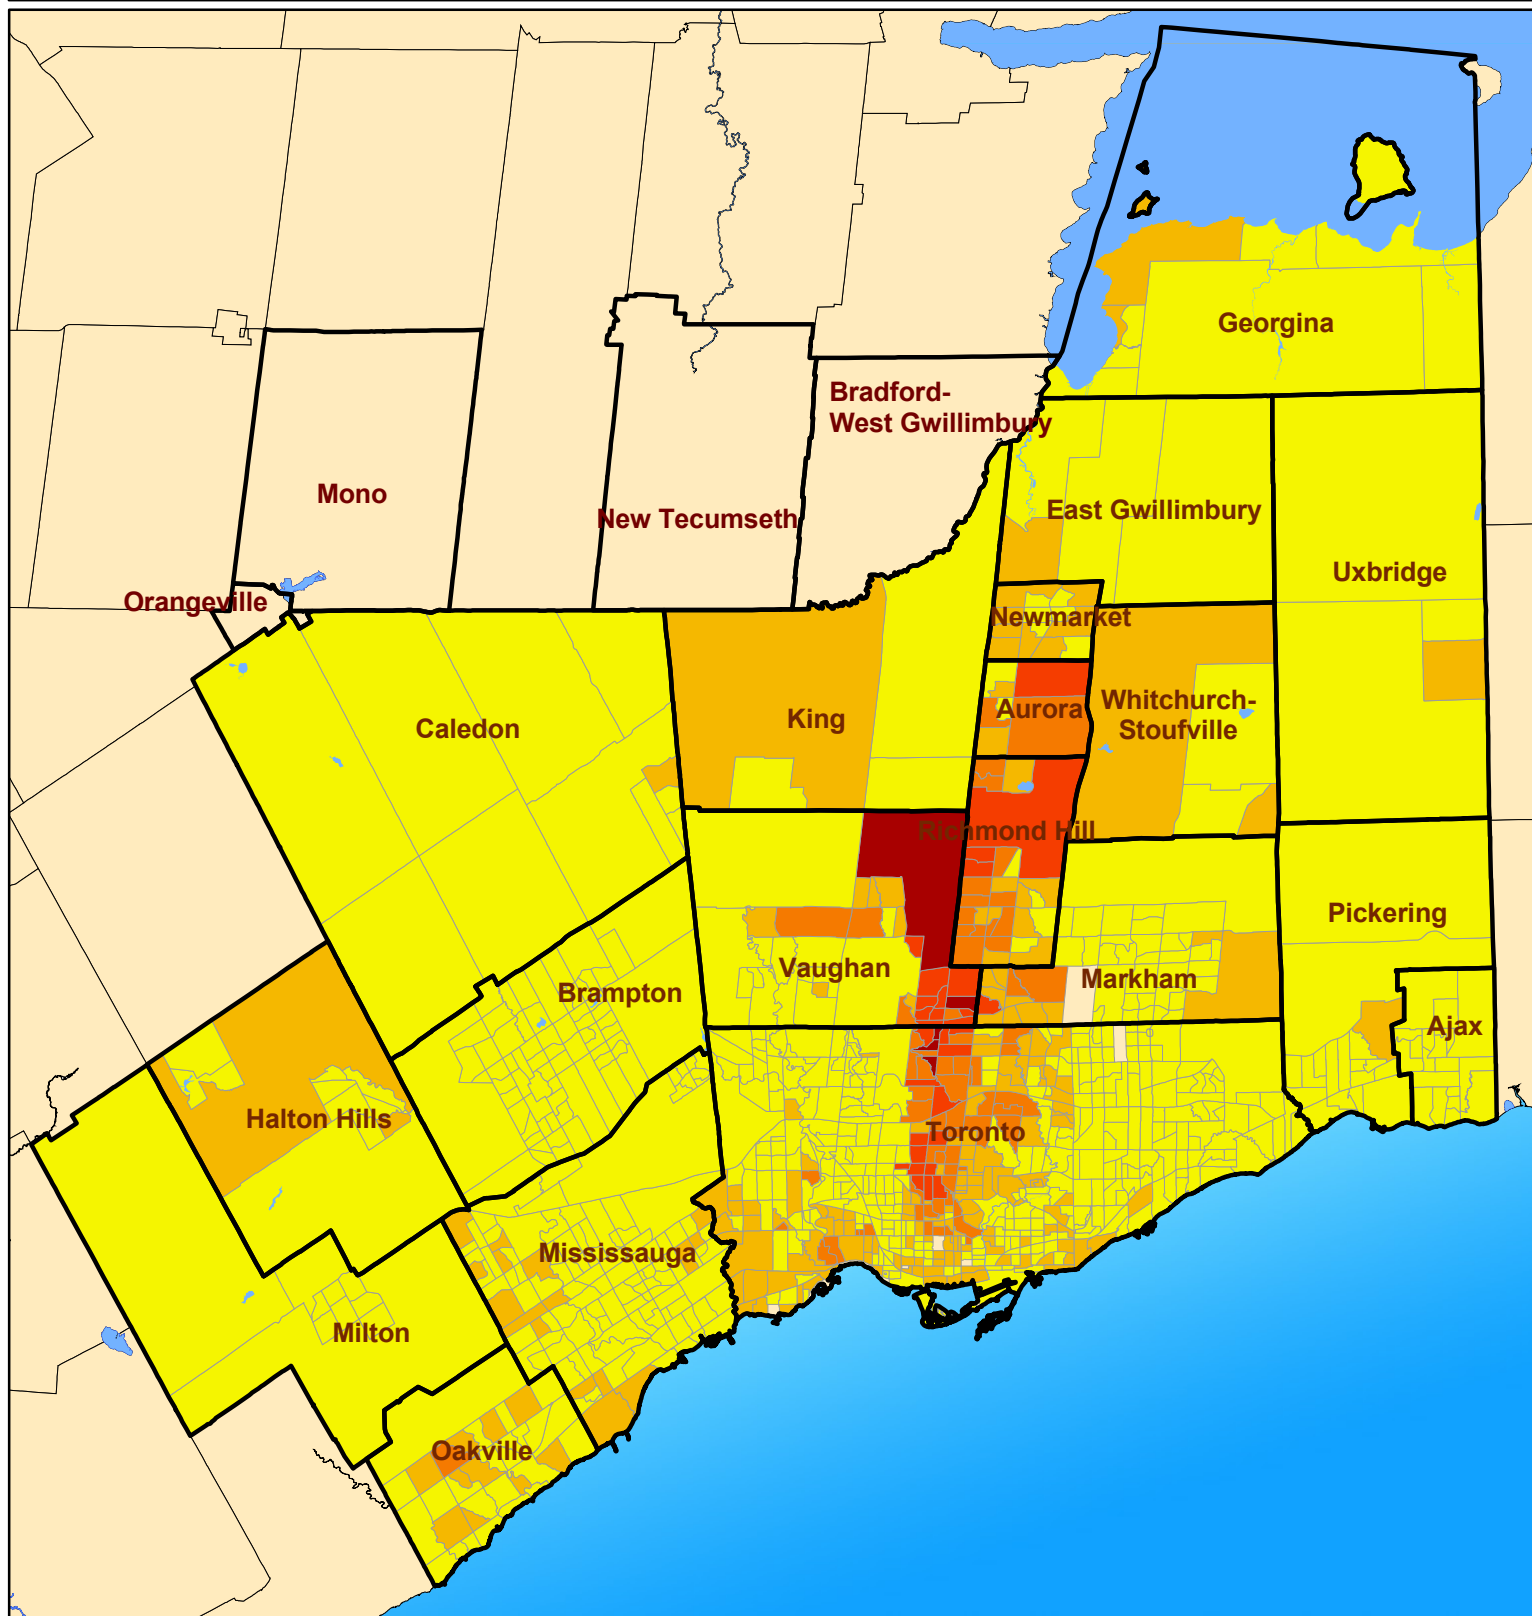 Georgina
Bradford-
West Gwillimbury
Mono
New Tecumseth
East Gwillimbury
Uxbridge
Orangeville
Newmarket
Caledon
King
Aurora
Whitchurch-
Stoufville
Richmond Hill
Pickering
Vaughan
Markham
Brampton
Ajax
Halton Hills
Toronto
Mississauga
Milton
Oakville